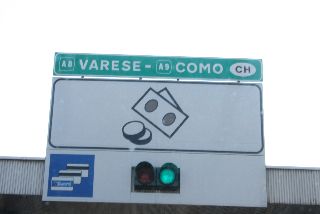 A8 VARESE - A9 COMO CH